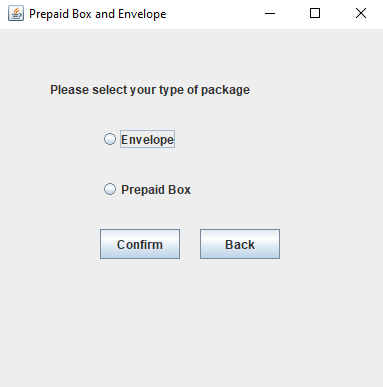 Prepaid Box and Envelope
Please select your type of package
Envelope
Prepaid Box
Confirm Back